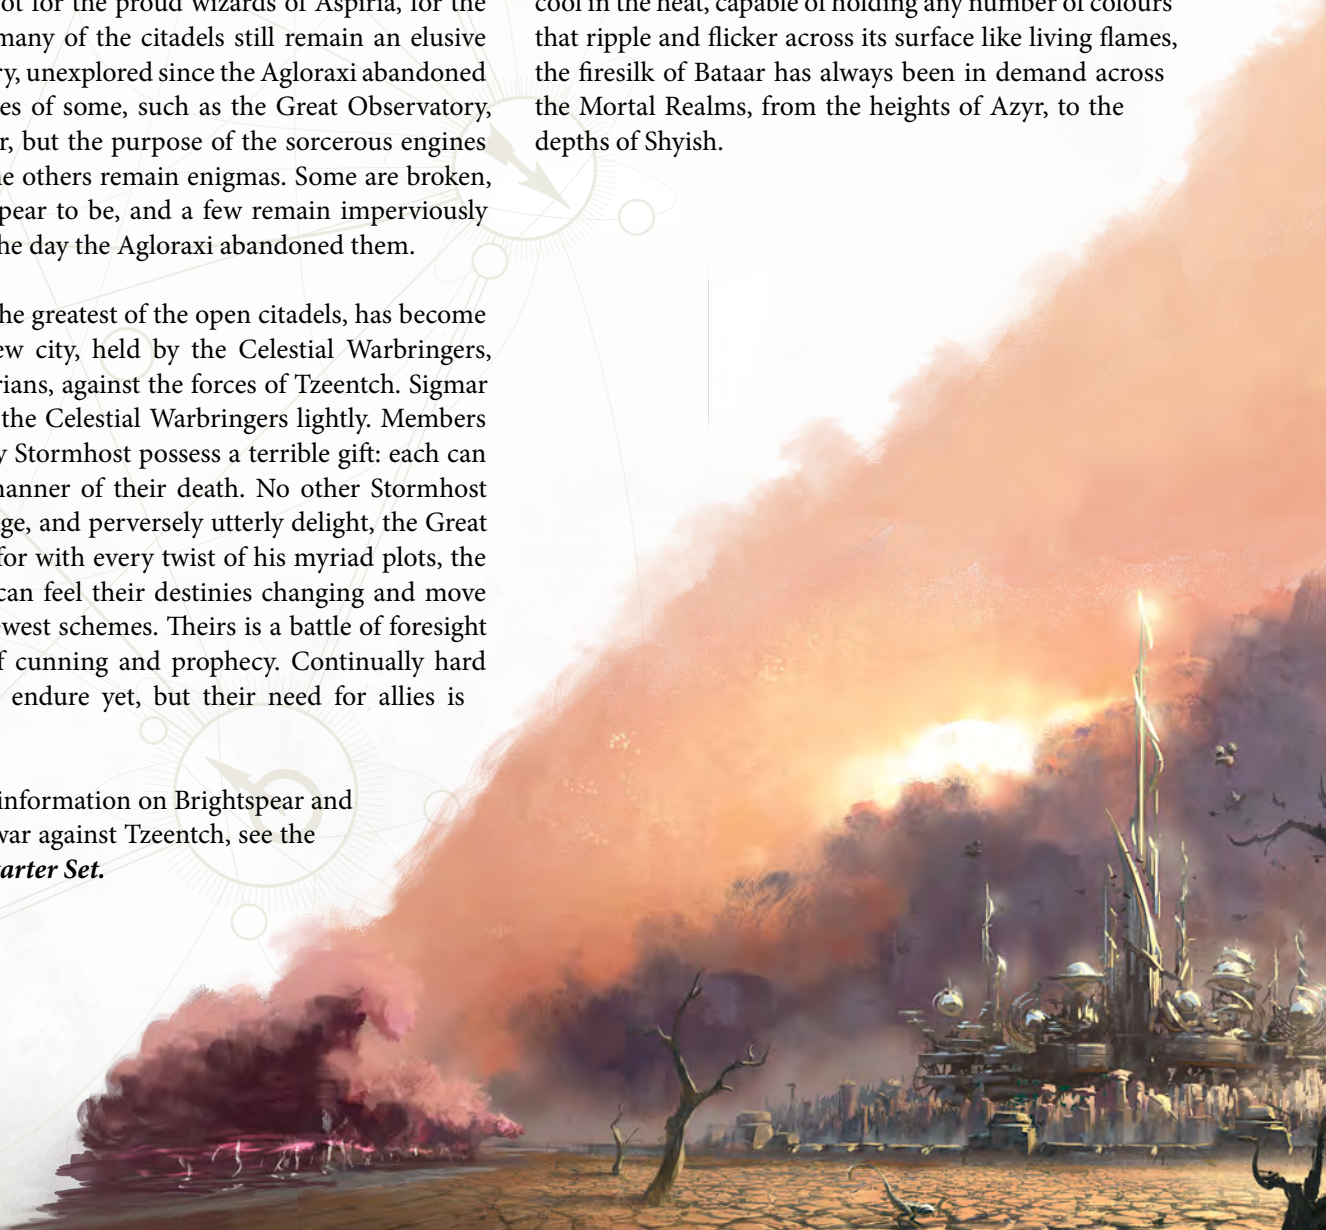 ot for the proud wizards of Aspiria, for the
many of the citadels still remain an elusive
ry, unexplored since the Agloraxi abandoned
es of some, such as the Great Observatory,
r, but the purpose of the sorcerous engines
ne others remain enigmas. Some are broken,
pear to be, and a few remain imperviously
he day the Agloraxi abandoned them.
he greatest of the open citadels, has become
ew city, held by the Celestial Warbringers,
rians, against the forces of Tzeentch. Sigmar
the Celestial Warbringers lightly. Members
y Stormhost possess a terrible gift: each can
nanner of their death. No other Stormhost
ge, and perversely utterly delight, the Great
for with every twist of his myriad plots, the
can feel their destinies changing and move
ewest schemes. Theirs is a battle of foresight
f cunning and prophecy. Continually hard
endure yet, but their need for allies is
information on Brightspear and
war against Tzeentch, see the
arter Set.
cool in the heat, capable of holding any number of colours
that ripple and flicker across its surface like living flames,
the firesilk of Bataar has always been in demand across
the Mortal Realms, from the heights of Azyr, to the
depths of Shyish.